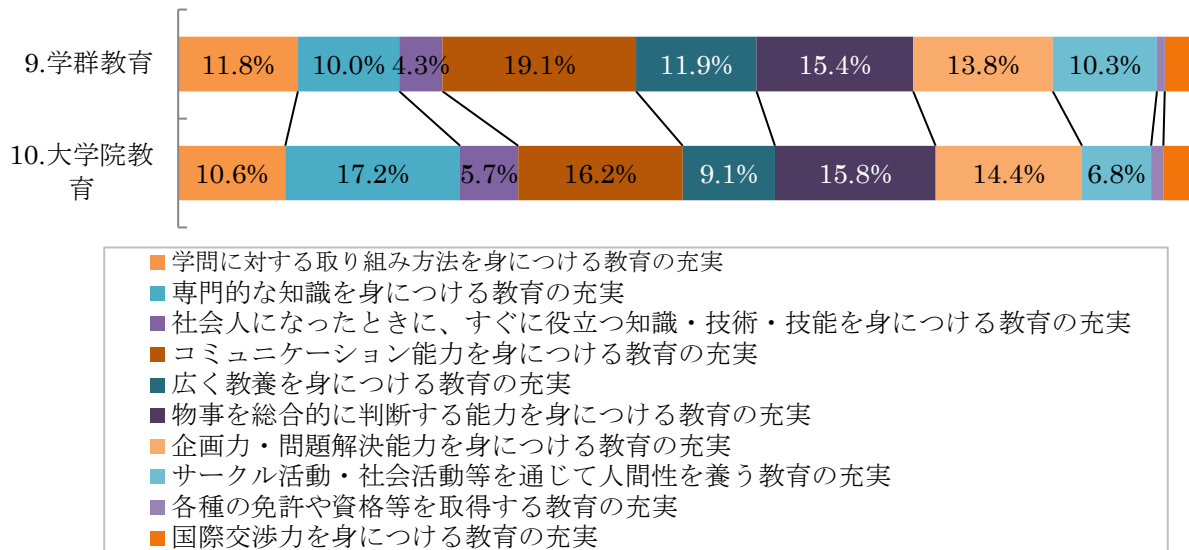 9.学群教育
11.8% 10.0% 4.3% 19.1% 11.9% 15.4% 13.8% 10.3%
10.大学院教
育
10.6% 17.2% 5.7% 16.2% 9.1% 15.8% 14.4% 6.8%
学問に対する取り組み方法を身につける教育の充実
専門的な知識を身につける教育の充実
社会人になったときに、すぐに役立つ知識・技術・技能を身につける教育の充実
コミュニケーション能力を身につける教育の充実
広く教養を身につける教育の充実
物事を総合的に判断する能力を身につける教育の充実
企画力・問題解決能力を身につける教育の充実
サークル活動・社会活動等を通じて人間性を養う教育の充実
各種の免許や資格等を取得する教育の充実
国際交渉力を身につける教育の充実